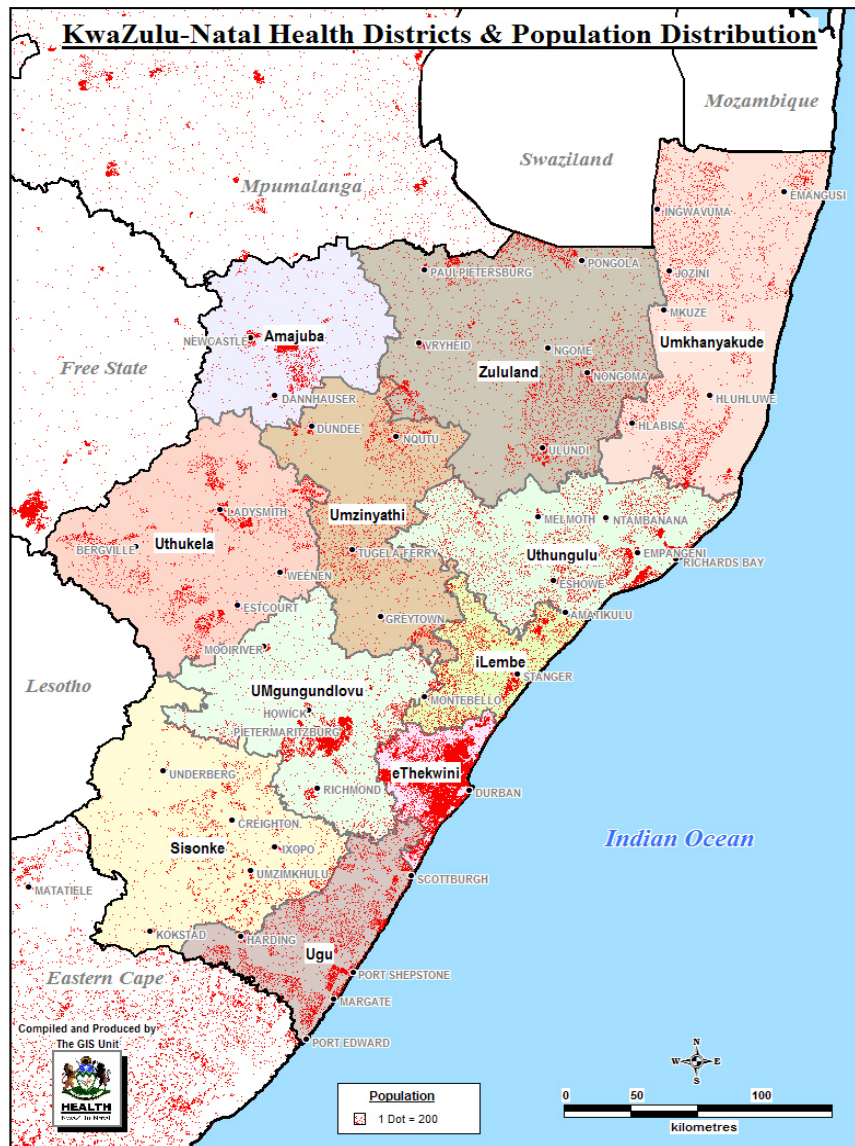 KwaZulu-Natal Health Districts & Population Distribution
Mozambique
Swaziland
Mpumalanga
EMANGUSI
INGWAVUMA
PONGOLA
PAULPIETERSBURG
JOZINI
MKUZE
Amajuba
NEWCASTLE
Umkhanyakude
VRYHEID
NGOME
Free State
Zululand
NONGOMA
DANNHAUSER
HLUHLUWE
DUNDEE
HLABISA
NQUTU
ULUNDI
LADYSMITH
Umzinyathi
MELMOTH
NTAMBANANA
BERGVILLE
Uthukela
TUGELA FERRY
Uthungulu
EMPANGENI
RICHARDS BAY
WEENEN
ESHOWE
ESTCOURT
GREYTOWN
AMATIKULU
MOOIRIVER
iLembe
STANGER
Lesotho
UMgungundlovu
MONTEBELLO
HOWICK
PIETERMARITZBURG
UNDERBERG
eThekwini
RICHMOND
DURBAN
CREIGHTON
Indian Ocean
Sisonke
IXOPO
UMZIMKHULU
SCOTTBURGH
MATATIELE
KOKSTAD
HARDING
Ugu
Eastern Cape
PORT SHEPSTONE
MARGATE
Compiled and Produced by:
The GIS Unit
PORT EDWARD
HEALTH
KwaZulu-Natal
Population
1 Dot = 200
N
W E
S
0 50 100
kilometres